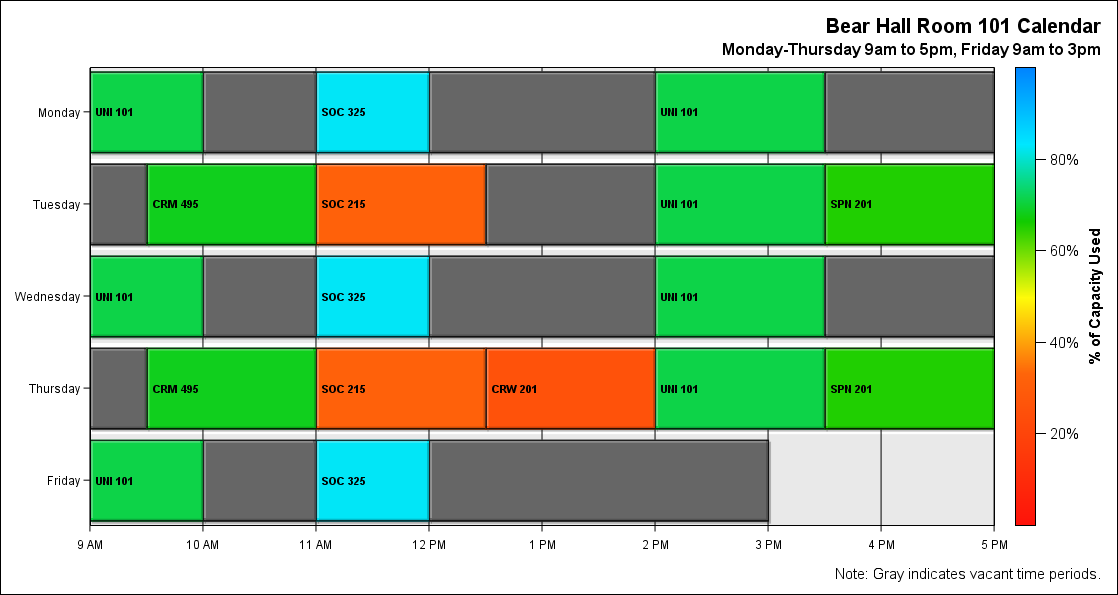 Bear Hall Room 101 Calendar
Monday-Thursday 9am to 5pm, Friday 9am to 3pm
Monday
UNI 101
SOC 325
UNI 101
Tuesday
CRM 495
SOC 215
UNI 101
SPN 201
Wednesday
UNI 101
SOC 325
UNI 101
Thursday
CRM 495
SOC 215
CRW 201
UNI 101
SPN 201
Friday
UNI 101
SOC 325
9 AM
10 AM
11 AM
12 PM
1 PM
2 PM
3 PM
4 PM
5 PM
80%
60%
40%
20%
% of Capacity Used
Note: Gray indicates vacant time periods.